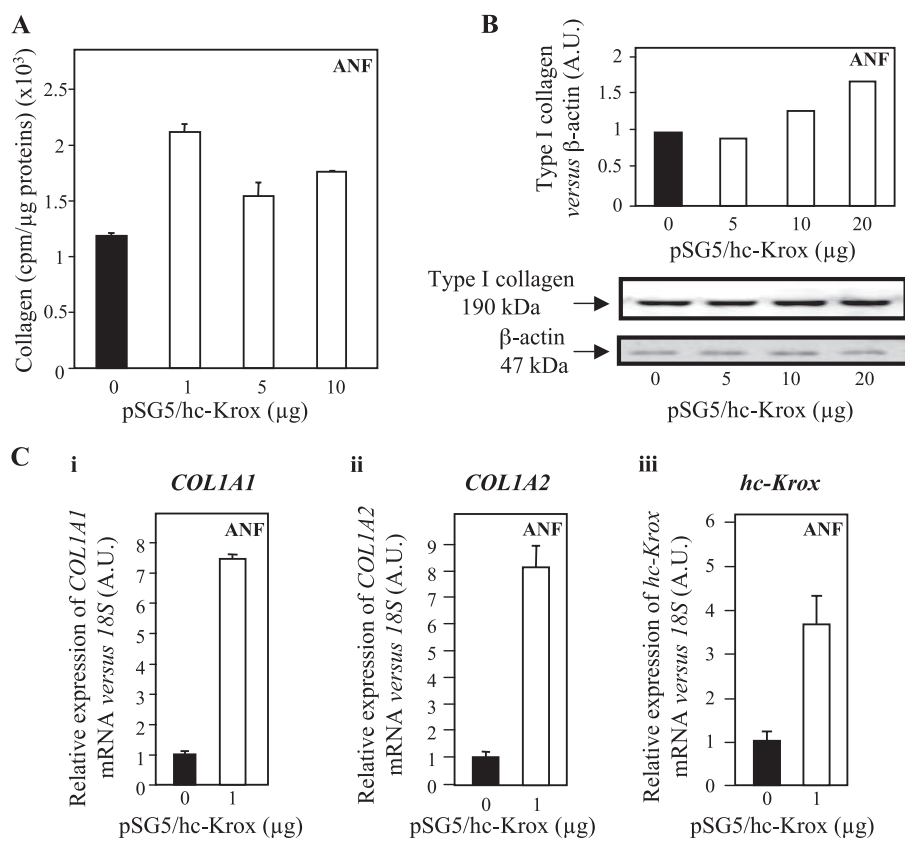 A
Collagen (cpm/µg proteins) (x10³)
ANF
2.5
2
1.5
1
0.5
0
0 1 5 10
pSG5/hc-Krox (µg)
B
Type I collagen
versus β-actin (A.U.)
ANF
2
1.5
1
0.5
0
0 5 10 20
pSG5/hc-Krox (µg)
Type I collagen
190 kDa
β-actin
47 kDa
0 5 10 20
pSG5/hc-Krox (µg)
C
i
COL1A1
Relative expression of COL1A1
mRNA versus 18S (A.U.)
ANF
8
7
6
5
4
3
2
1
0
0 1
pSG5/hc-Krox (µg)
ii
COL1A2
Relative expression of COL1A2
mRNA versus 18S (A.U.)
ANF
9
8
7
6
5
4
3
2
1
0
0 1
pSG5/hc-Krox (µg)
iii
hc-Krox
Relative expression of hc-Krox
mRNA versus 18S (A.U.)
ANF
6
5
4
3
2
1
0
0 1
pSG5/hc-Krox (µg)